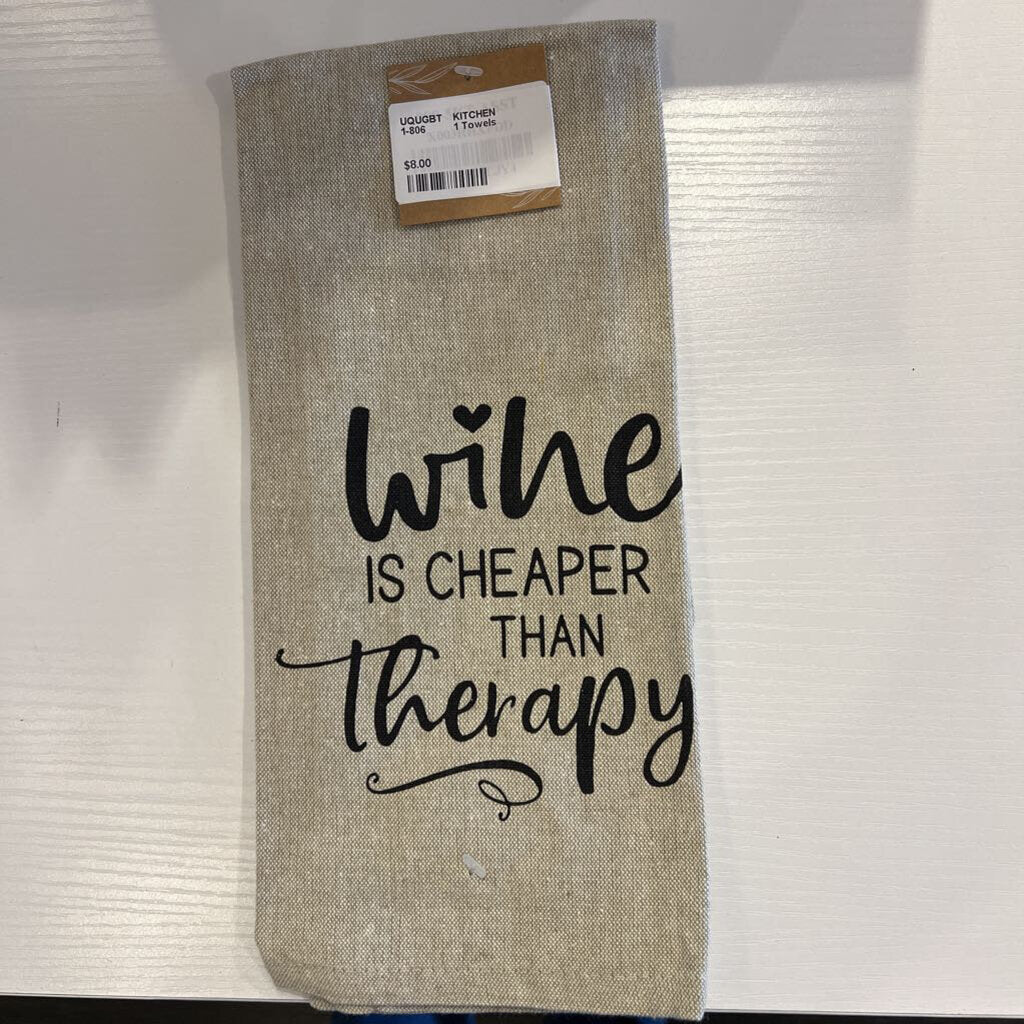 UQUGBT KITCHEN
1-806 1 Towels
$8.00
wine
IS CHEAPER
THAN
therapy